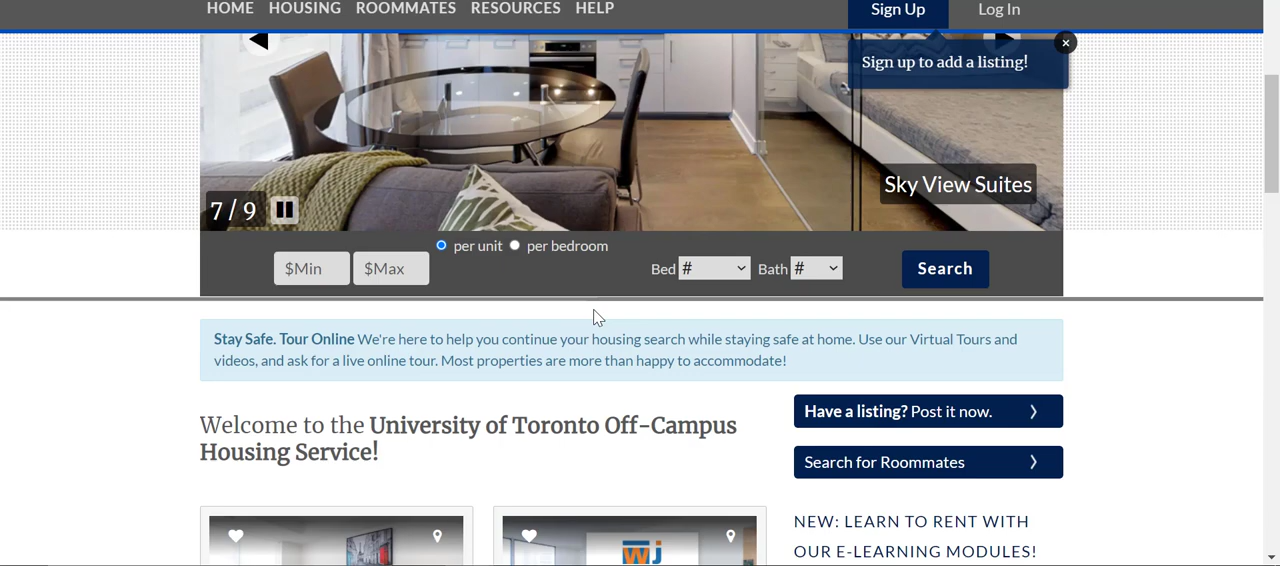 HOME HOUSING ROOMMATES RESOURCES HELP Sign Up Log In
Sign up to add a listing!
Sky View Suites
7 / 9
per unit per bedroom
$Min $Max Bed # Bath # Search
Stay Safe. Tour Online We're here to help you continue your housing search while staying safe at home. Use our Virtual Tours and
videos, and ask for a live online tour. Most properties are more than happy to accommodate!
Welcome to the University of Toronto Off-Campus
Housing Service!
Have a listing? Post it now.
Search for Roommates
NEW: LEARN TO RENT WITH
OUR E-LEARNING MODULES!
wj